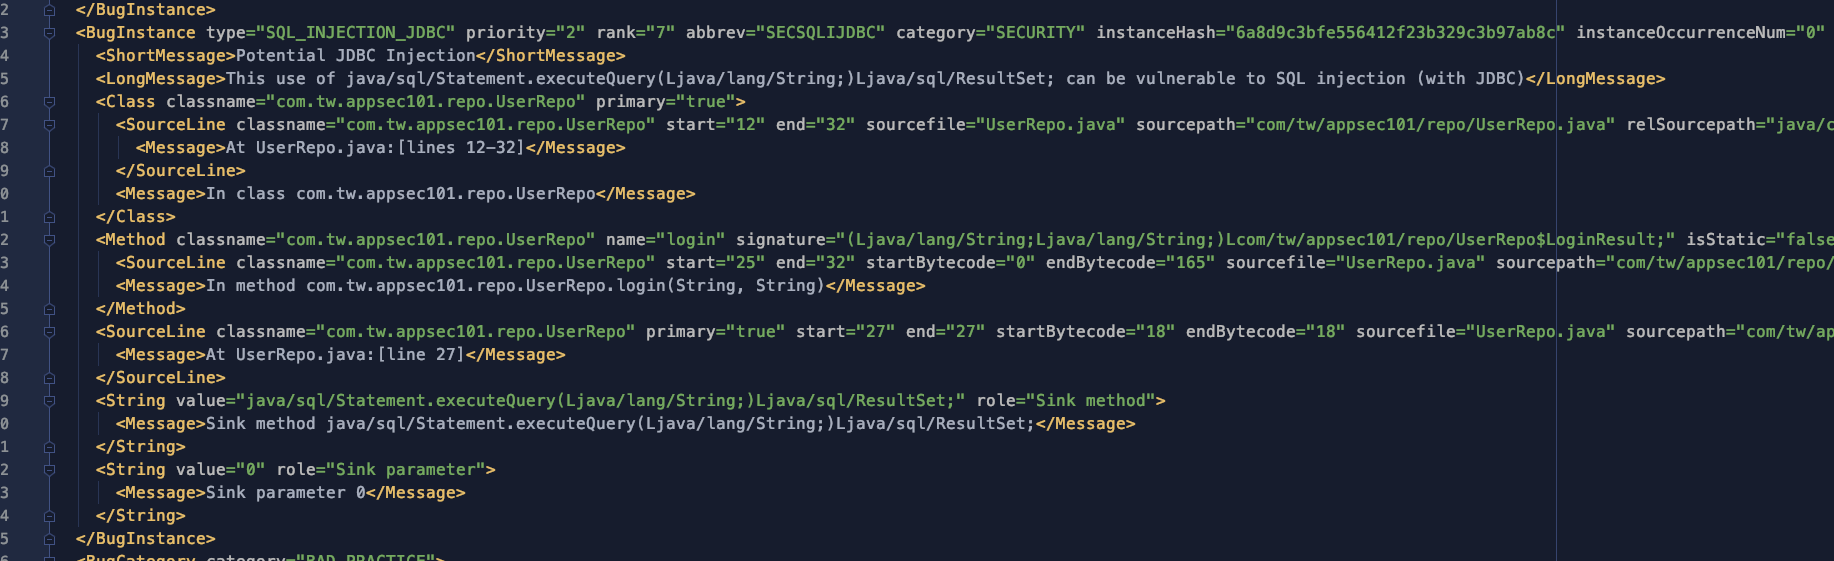 2 </BugInstance>
3 <BugInstance type="SQL_INJECTION_JDBC" priority="2" rank="7" abbrev="SECSQLIJDBC" category="SECURITY" instanceHash="6a8d9c3bfe556412f23b329c3b97ab8c" instanceOccurrenceNum="0"
4 <ShortMessage>Potential JDBC Injection</ShortMessage>
5 <LongMessage>This use of java/sql/Statement.executeQuery(Ljava/lang/String;)Ljava/sql/ResultSet; can be vulnerable to SQL injection (with JDBC)</LongMessage>
6 <Class classname="com.tw.appsec101.repo.UserRepo" primary="true">
7 <SourceLine classname="com.tw.appsec101.repo.UserRepo" start="12" end="32" sourcefile="UserRepo.java" sourcepath="com/tw/appsec101/repo/UserRepo.java" relSourcepath="java/c
8 <Message>At UserRepo.java:[lines 12-32]</Message>
9 </SourceLine>
0 <Message>In class com.tw.appsec101.repo.UserRepo</Message>
1 </Class>
2 <Method classname="com.tw.appsec101.repo.UserRepo" name="login" signature="(Ljava/lang/String;Ljava/lang/String;)Lcom/tw/appsec101/repo/UserRepo$LoginResult;" isStatic="false
3 <SourceLine classname="com.tw.appsec101.repo.UserRepo" start="25" end="32" startBytecode="0" endBytecode="165" sourcefile="UserRepo.java" sourcepath="com/tw/appsec101/repo/
4 <Message>In method com.tw.appsec101.repo.UserRepo.login(String, String)</Message>
5 </Method>
6 <SourceLine classname="com.tw.appsec101.repo.UserRepo" primary="true" start="27" end="27" startBytecode="18" endBytecode="18" sourcefile="UserRepo.java" sourcepath="com/tw/ap
7 <Message>At UserRepo.java:[line 27]</Message>
8 </SourceLine>
9 <String value="java/sql/Statement.executeQuery(Ljava/lang/String;)Ljava/sql/ResultSet;" role="Sink method">
0 <Message>Sink method java/sql/Statement.executeQuery(Ljava/lang/String;)Ljava/sql/ResultSet;</Message>
1 </String>
2 <String value="0" role="Sink parameter">
3 <Message>Sink parameter 0</Message>
4 </String>
5 </BugInstance>
6 <BugCategory category="BAD_PRACTICE">